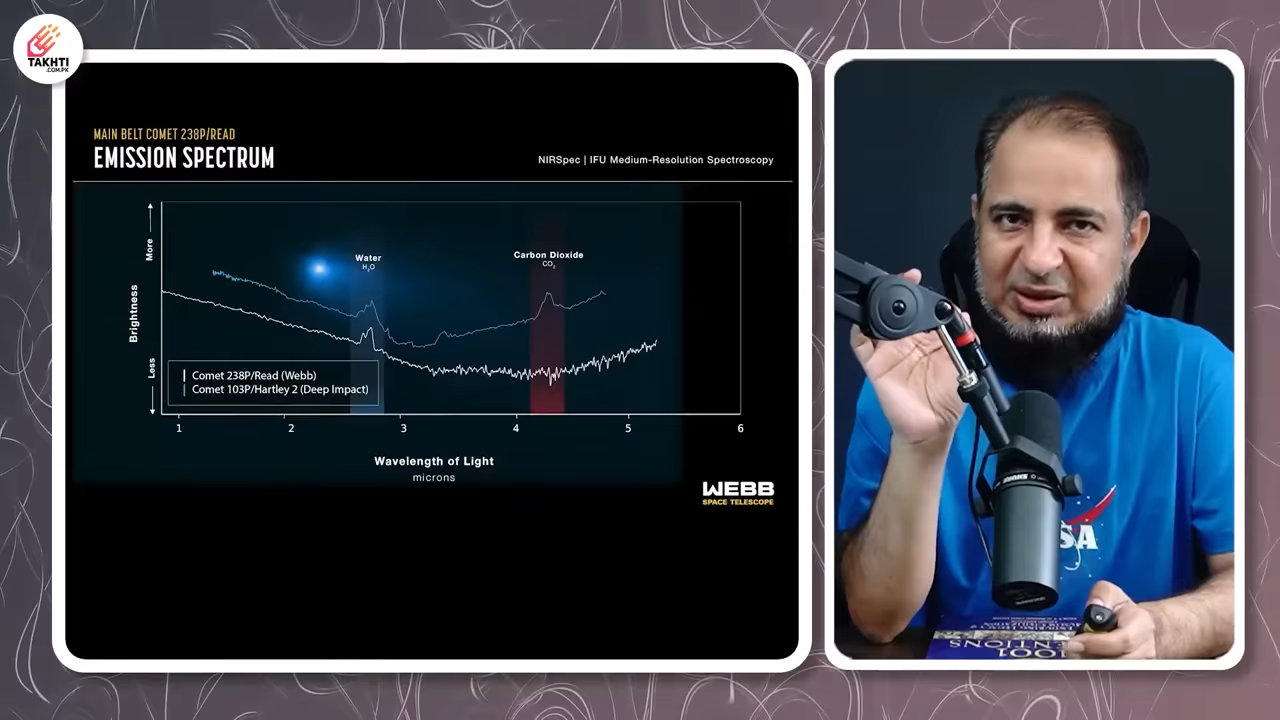 TAKHTI
.COM.PK
MAIN BELT COMET 238P/READ
EMISSION SPECTRUM
NIRSpec | IFU Medium-Resolution Spectroscopy
More
Brightness
Less
Water
H₂O
Carbon Dioxide
CO₂
Comet 238P/Read (Webb)
Comet 103P/Hartley 2 (Deep Impact)
1 2 3 4 5 6
Wavelength of Light
microns
WEBB
SPACE TELESCOPE
SHURE
SA
1001